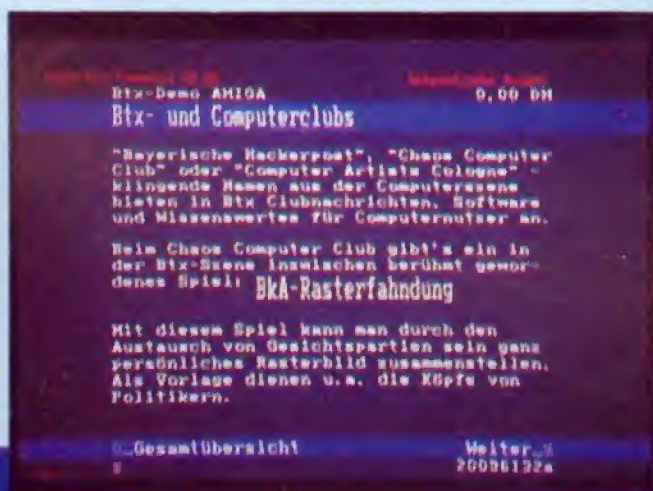 Btx-Demo AMIGA 0,00 DM
Btx- und Computerclubs
"Bayerische Hackerpost", "Chaos Computer
Club" oder "Computer Artists Cologne" -
klingende Namen aus der Computerszene
bieten in Btx Clubnachrichten, Software
und Wissenswertes für Computernutzer an.
Beim Chaos Computer Club gibt's ein in
der Btx-Szene inzwischen berühmt gewor-
denes Spiel: BkA-Rasterfahndung
Mit diesem Spiel kann man durch den
Austausch von Gesichtspartien sein ganz
persönliches Rasterbild zusammenstellen.
Als Vorlage dienen u.a. die Köpfe von
Politikern.
Gesamtübersicht Weiter
20096132a